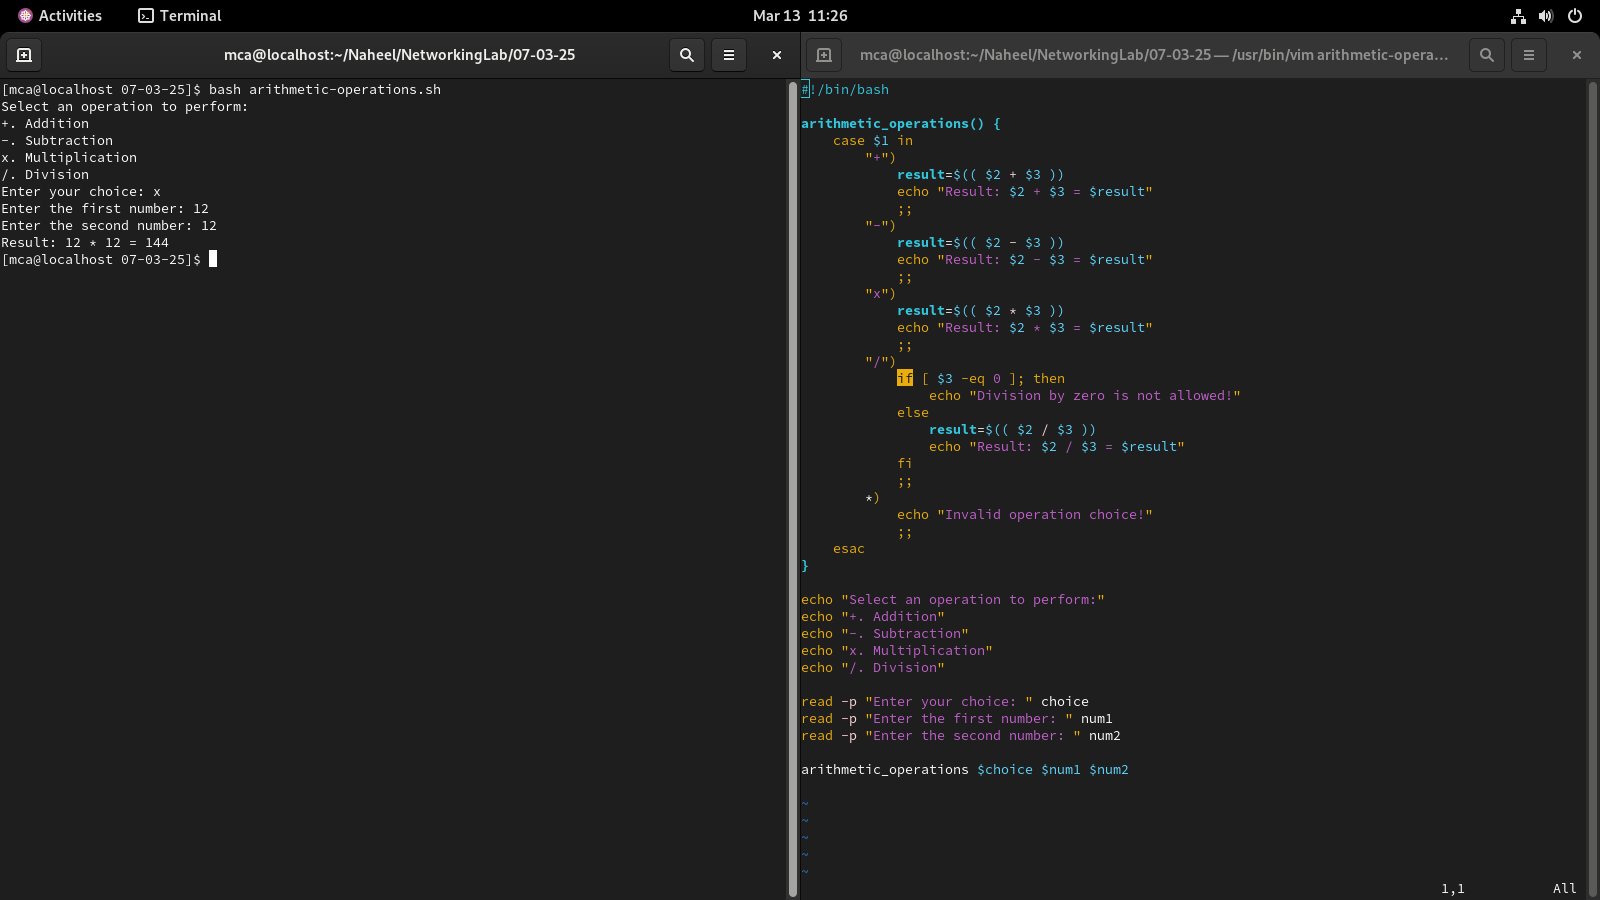 Activities Terminal Mar 13 11:26
mca@localhost:~/Naheel/NetworkingLab/07-03-25
[mca@localhost 07-03-25]$ bash arithmetic-operations.sh
Select an operation to perform:
+. Addition
-. Subtraction
x. Multiplication
/. Division
Enter your choice: x
Enter the first number: 12
Enter the second number: 12
Result: 12 * 12 = 144
[mca@localhost 07-03-25]$
mca@localhost:~/Naheel/NetworkingLab/07-03-25 — /usr/bin/vim arithmetic-opera...
#!/bin/bash
arithmetic_operations() {
    case $1 in
        "+")
            result=$(( $2 + $3 ))
            echo "Result: $2 + $3 = $result"
            ;;
        "-")
            result=$(( $2 - $3 ))
            echo "Result: $2 - $3 = $result"
            ;;
        "x")
            result=$(( $2 * $3 ))
            echo "Result: $2 * $3 = $result"
            ;;
        "/")
            if [ $3 -eq 0 ]; then
                echo "Division by zero is not allowed!"
            else
                result=$(( $2 / $3 ))
                echo "Result: $2 / $3 = $result"
            fi
            ;;
        *)
            echo "Invalid operation choice!"
            ;;
    esac
}
echo "Select an operation to perform:"
echo "+. Addition"
echo "-. Subtraction"
echo "x. Multiplication"
echo "/. Division"
read -p "Enter your choice: " choice
read -p "Enter the first number: " num1
read -p "Enter the second number: " num2
arithmetic_operations $choice $num1 $num2
~
~
~
~
~
1,1 All